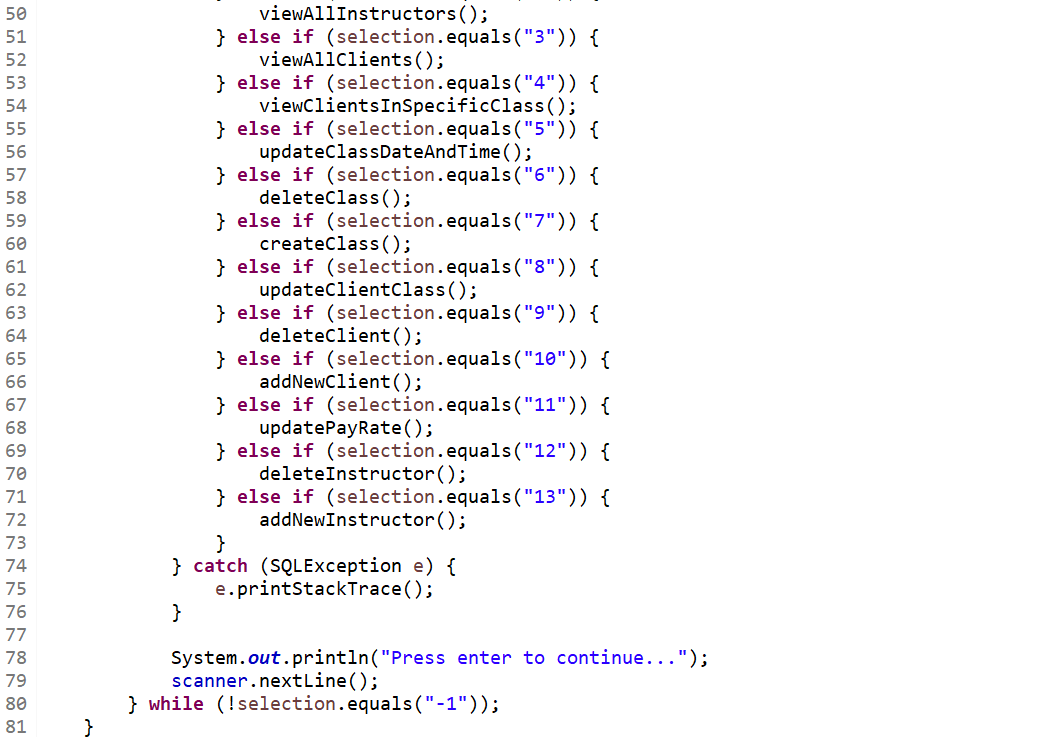 50 viewAllInstructors();
51 } else if (selection.equals("3")) {
52 viewAllClients();
53 } else if (selection.equals("4")) {
54 viewClientsInSpecificClass();
55 } else if (selection.equals("5")) {
56 updateClassDateAndTime();
57 } else if (selection.equals("6")) {
58 deleteClass();
59 } else if (selection.equals("7")) {
60 createClass();
61 } else if (selection.equals("8")) {
62 updateClientClass();
63 } else if (selection.equals("9")) {
64 deleteClient();
65 } else if (selection.equals("10")) {
66 addNewClient();
67 } else if (selection.equals("11")) {
68 updatePayRate();
69 } else if (selection.equals("12")) {
70 deleteInstructor();
71 } else if (selection.equals("13")) {
72 addNewInstructor();
73 }
74 } catch (SQLException e) {
75 e.printStackTrace();
76 }
77
78 System.out.println("Press enter to continue...");
79 scanner.nextLine();
80 } while (!selection.equals("-1"));
81 }